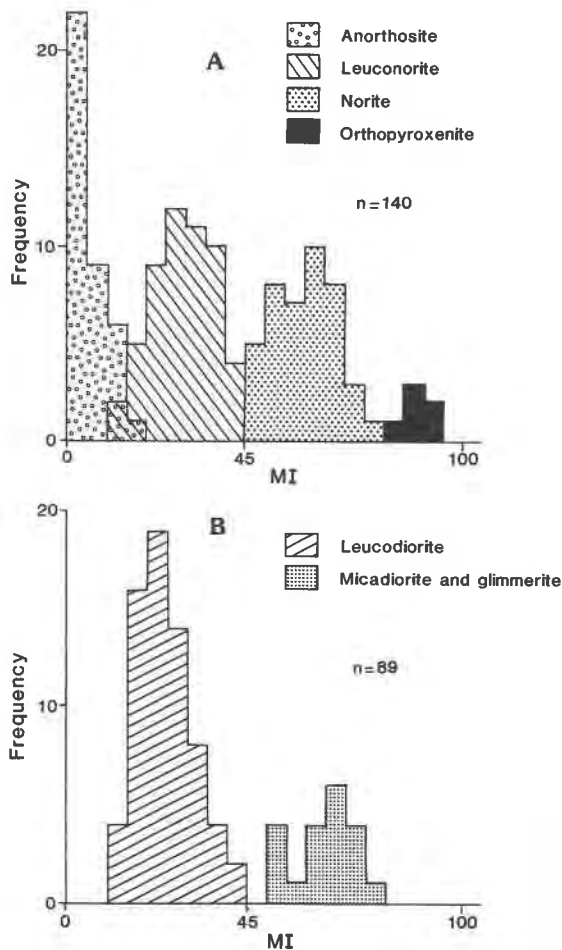 20
A
Anorthosite
Leuconorite
Norite
Orthopyroxenite
n=140
Frequency
10
0
0
45
100
MI
20
B
Leucodiorite
Micadiorite and glimmerite
n=89
Frequency
10
0
0
45
100
MI